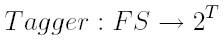 Tagger : FS → 2^T